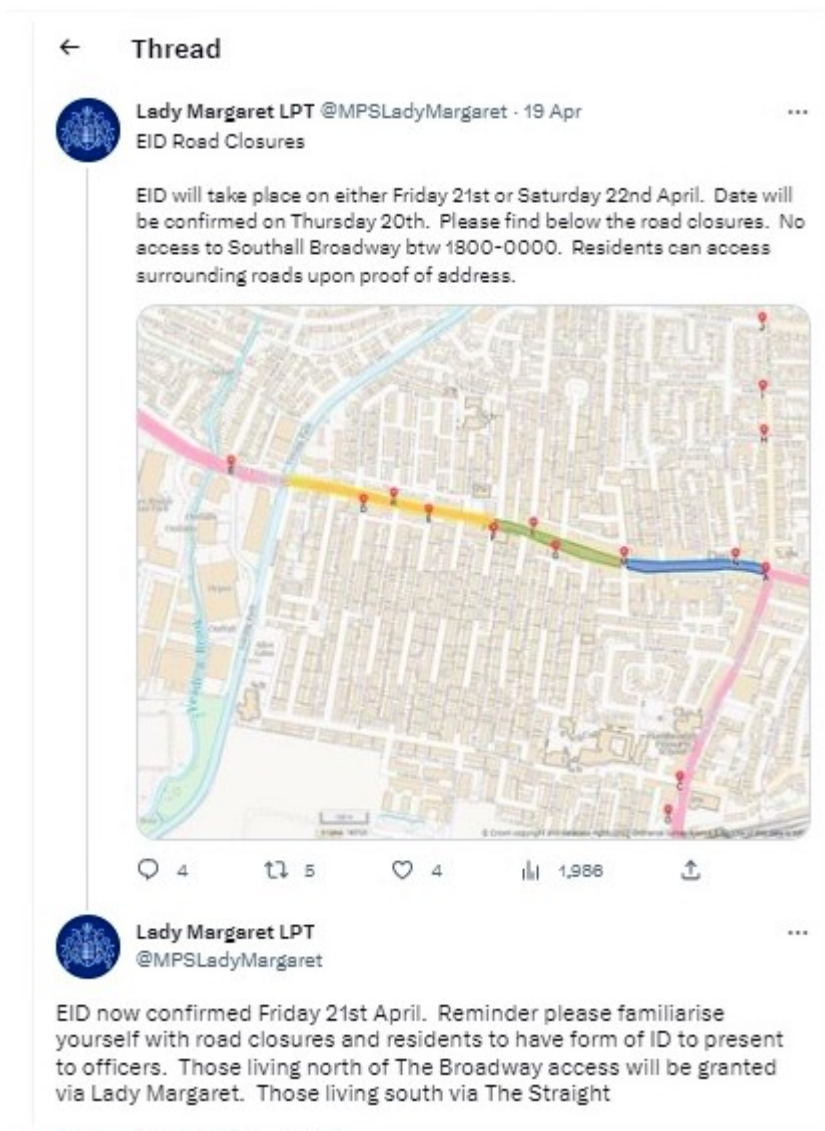 Thread
Lady Margaret LPT @MPSLadyMargaret · 19 Apr
EID Road Closures
EID will take place on either Friday 21st or Saturday 22nd April. Date will
be confirmed on Thursday 20th. Please find below the road closures. No
access to Southall Broadway btw 1800-0000. Residents can access
surrounding roads upon proof of address.
J
I
H
C
4 5 4 1,986
Lady Margaret LPT
@MPSLadyMargaret
EID now confirmed Friday 21st April. Reminder please familiarise
yourself with road closures and residents to have form of ID to present
to officers. Those living north of The Broadway access will be granted
via Lady Margaret. Those living south via The Straight